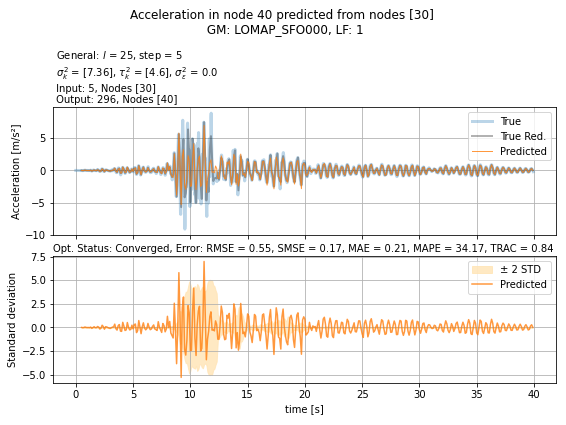 Acceleration in node 40 predicted from nodes [30]
GM: LOMAP_SFO000, LF: 1
General: l = 25, step = 5
σ²ₖ = [7.36], τ²ₖ = [4.6], σ²ε = 0.0
Input: 5, Nodes [30]
Output: 296, Nodes [40]
Acceleration [m/s²]
5
0
−5
−10
True
True Red.
Predicted
Opt. Status: Converged, Error: RMSE = 0.55, SMSE = 0.17, MAE = 0.21, MAPE = 34.17, TRAC = 0.84
Standard deviation
7.5
5.0
2.5
0.0
−2.5
−5.0
± 2 STD
Predicted
0 5 10 15 20 25 30 35 40
time [s]